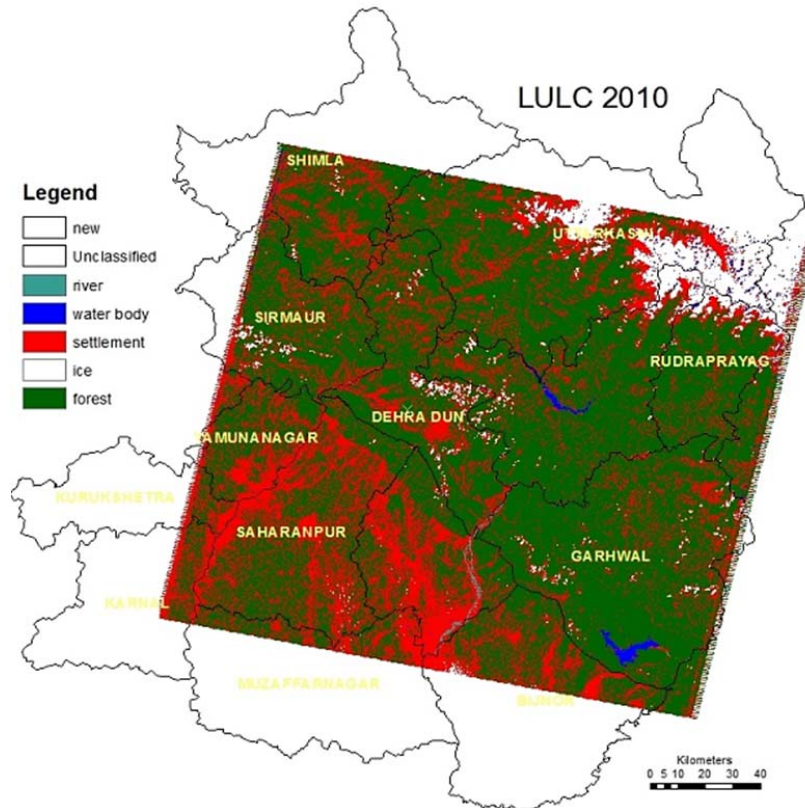 LULC 2010
SHIMLA
Legend
new
Unclassified
river
water body
settlement
ice
forest
UTTARKASHI
SIRMAUR
RUDRAPRAYAG
DEHRA DUN
YAMUNANAGAR
KURUKSHETRA
SAHARANPUR
GARHWAL
KARNAL
MUZAFFARNAGAR
BIJNOR
Kilometers
0 5 10 20 30 40